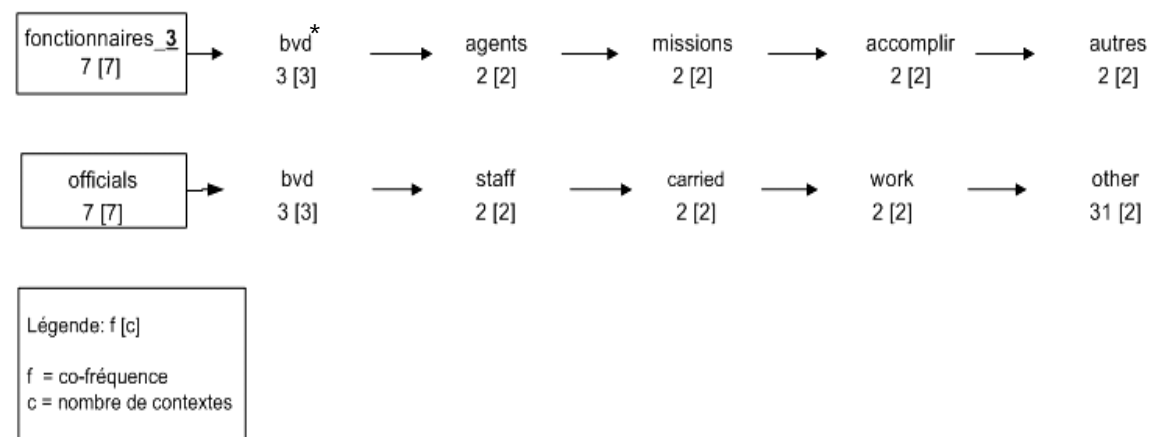 fonctionnaires_3 bvd* agents missions accomplir autres
7 [7] 3 [3] 2 [2] 2 [2] 2 [2] 2 [2]
officials bvd staff carried work other
7 [7] 3 [3] 2 [2] 2 [2] 2 [2] 31 [2]
Légende: f [c]
f = co-fréquence
c = nombre de contextes